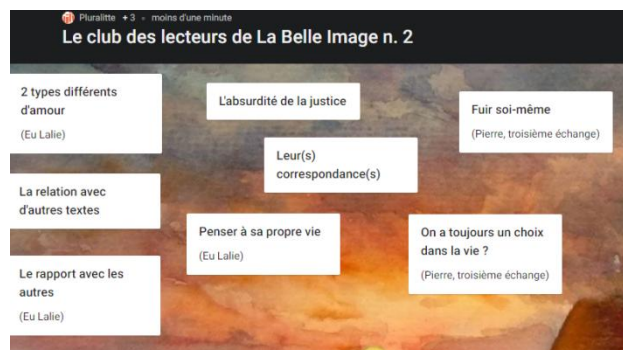 Pluralitte +3 - moins d'une minute
Le club des lecteurs de La Belle Image n. 2
2 types différents
d'amour
(Eu Lalie)
L'absurdité de la justice
Fuir soi-même
(Pierre, troisième échange)
Leur(s)
correspondance(s)
La relation avec
d'autres textes
Penser à sa propre vie
(Eu Lalie)
On a toujours un choix
dans la vie ?
(Pierre, troisième échange)
Le rapport avec les
autres
(Eu Lalie)